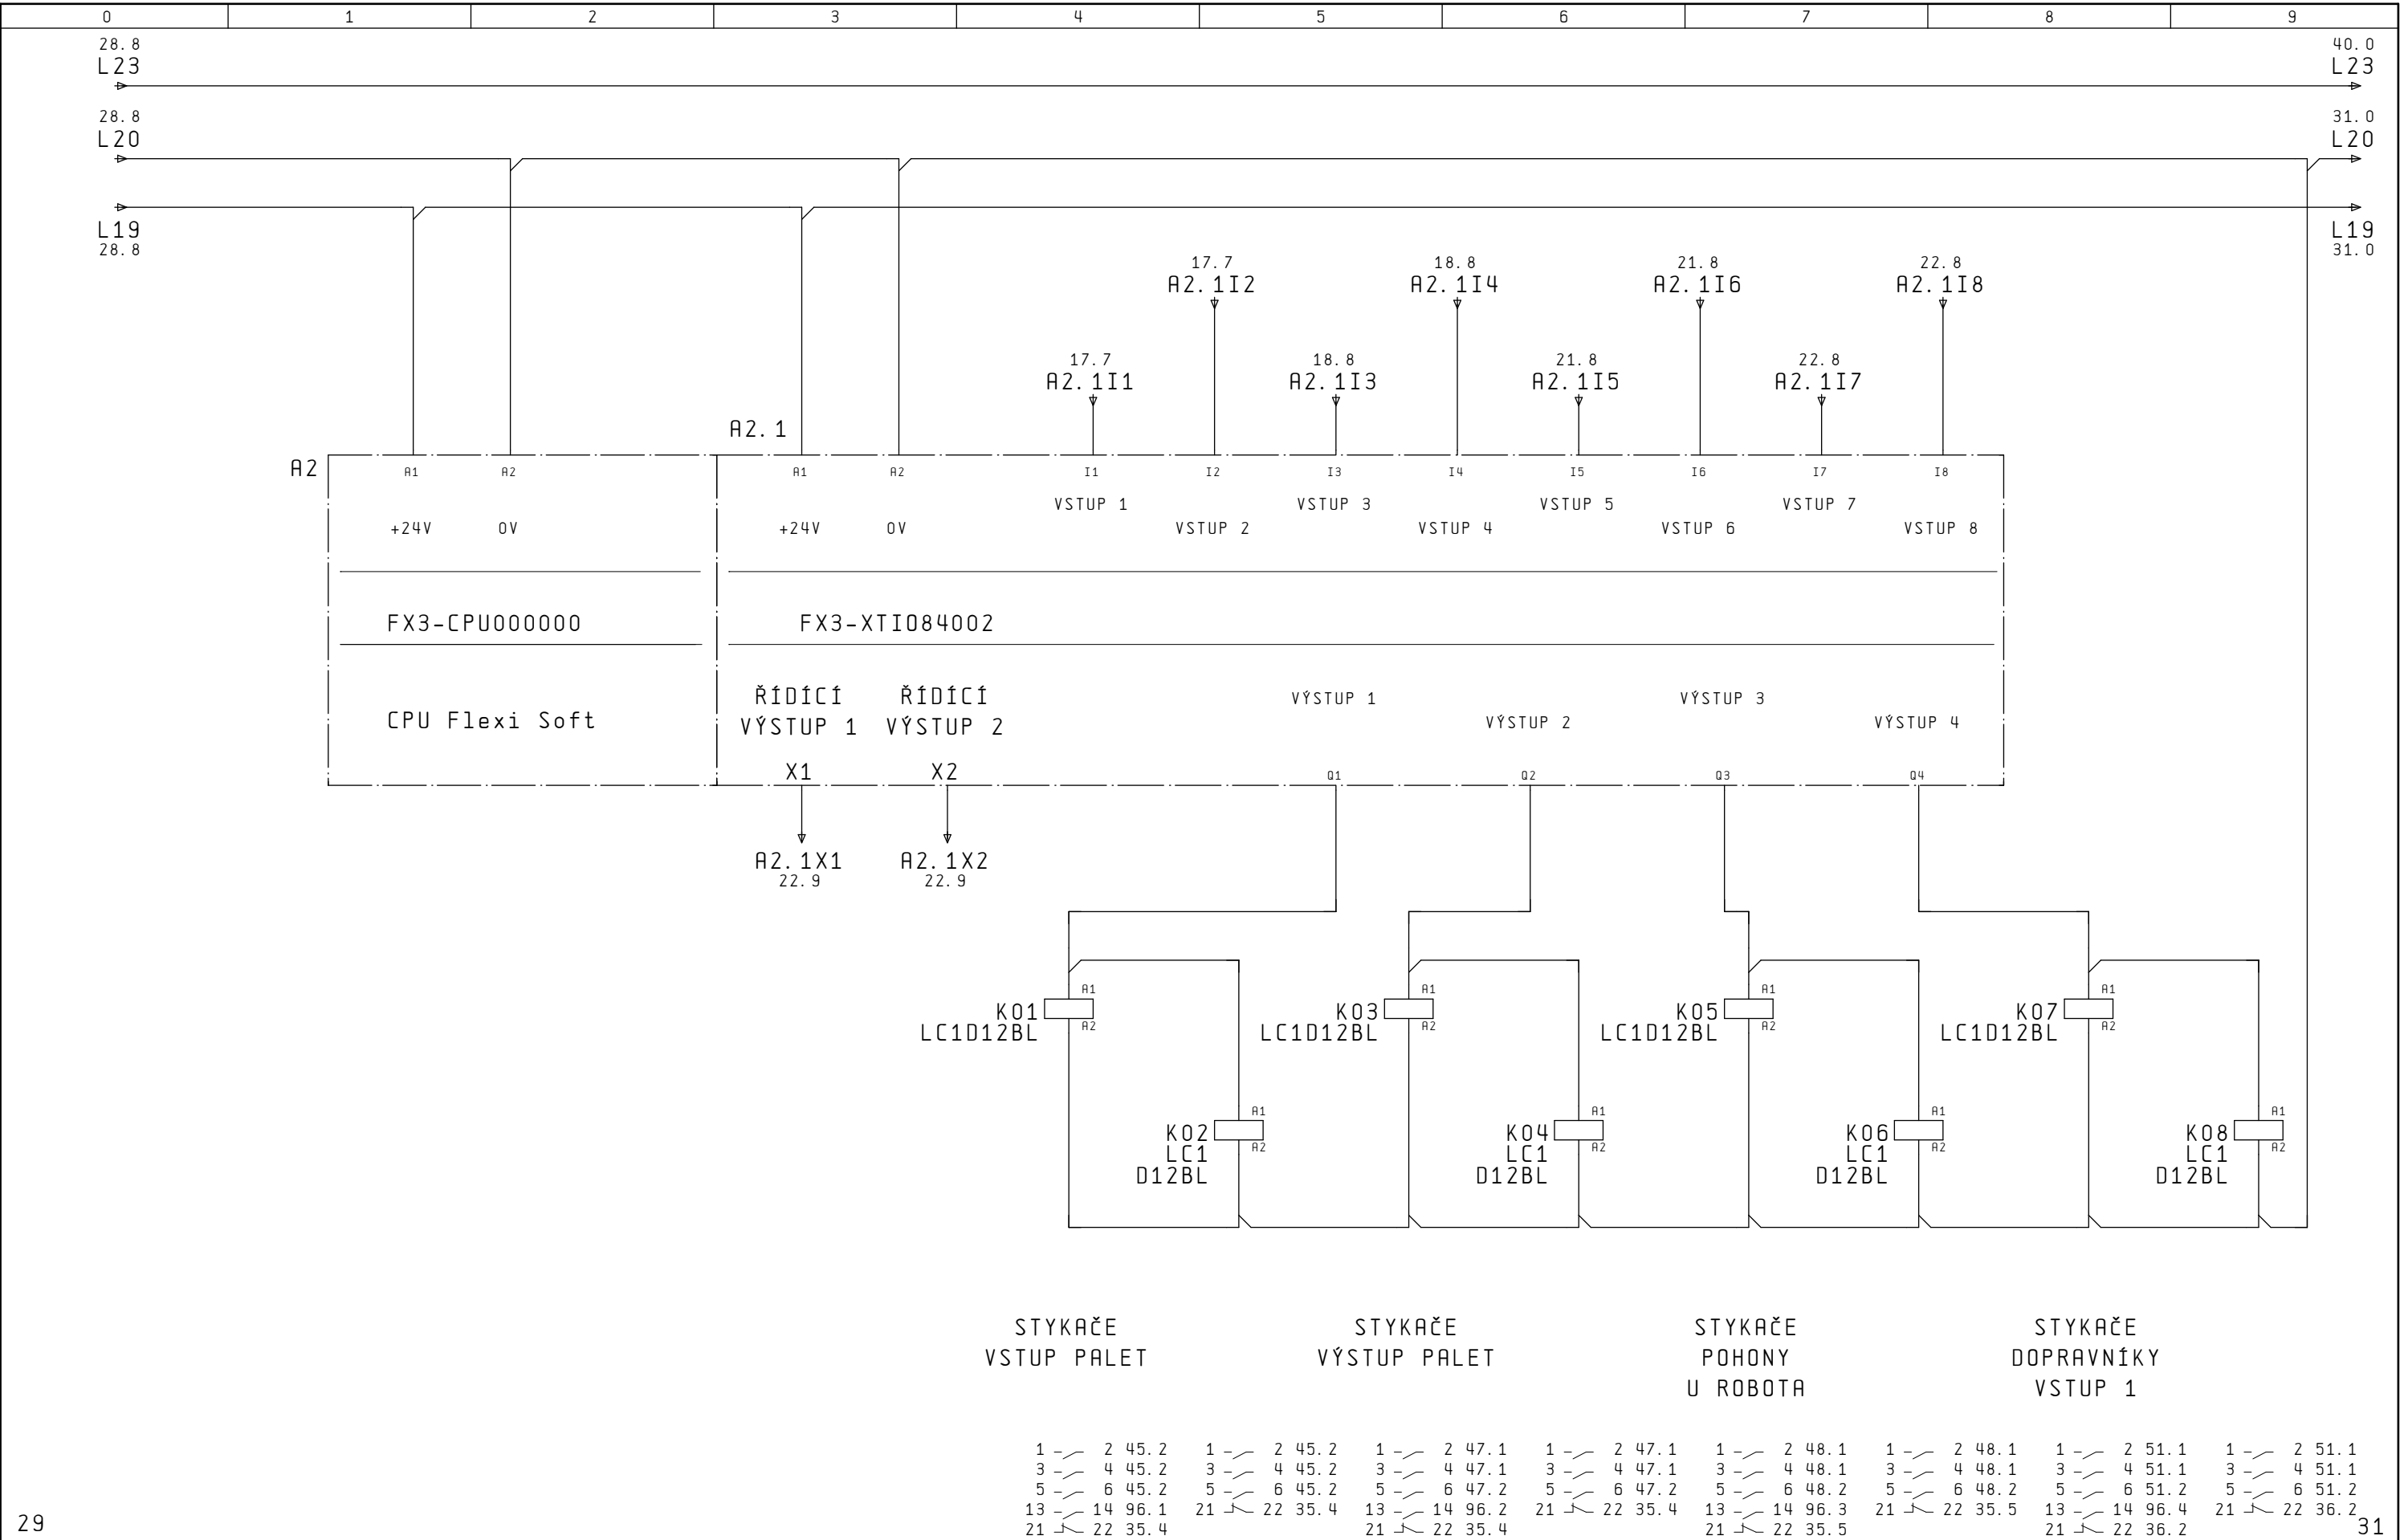 0 1 2 3 4 5 6 7 8 9
28.8 40.0
L23 L23
28.8 31.0
L20 L20
L19 L19
28.8 31.0
17.7 18.8 21.8 22.8
A2.1I2 A2.1I4 A2.1I6 A2.1I8
17.7 18.8 21.8 22.8
A2.1I1 A2.1I3 A2.1I5 A2.1I7
A2.1
A2
A1 A2 A1 A2 I1 I2 I3 I4 I5 I6 I7 I8
VSTUP 1 VSTUP 3 VSTUP 5 VSTUP 7
+24V 0V +24V 0V VSTUP 2 VSTUP 4 VSTUP 6 VSTUP 8
FX3-CPU000000 FX3-XTIO84002
ŘÍDÍCÍ ŘÍDÍCÍ VÝSTUP 1 VÝSTUP 3
CPU Flexi Soft VÝSTUP 1 VÝSTUP 2 VÝSTUP 2 VÝSTUP 4
X1 X2 Q1 Q2 Q3 Q4
A2.1X1 A2.1X2
22.9 22.9
A1 A1 A1 A1
K01 K03 K05 K07
A2 A2 A2 A2
LC1D12BL LC1D12BL LC1D12BL LC1D12BL
A1 A1 A1 A1
K02 K04 K06 K08
A2 A2 A2 A2
LC1 LC1 LC1 LC1
D12BL D12BL D12BL D12BL
STYKAČE STYKAČE STYKAČE STYKAČE
VSTUP PALET VÝSTUP PALET POHONY DOPRAVNÍKY
U ROBOTA VSTUP 1
1 2 45.2 1 2 45.2 1 2 47.1 1 2 47.1 1 2 48.1 1 2 48.1 1 2 51.1 1 2 51.1
3 4 45.2 3 4 45.2 3 4 47.1 3 4 47.1 3 4 48.1 3 4 48.1 3 4 51.1 3 4 51.1
5 6 45.2 5 6 45.2 5 6 47.2 5 6 47.2 5 6 48.2 5 6 48.2 5 6 51.2 5 6 51.2
13 14 96.1 21 22 35.4 13 14 96.2 21 22 35.4 13 14 96.3 21 22 35.5 13 14 96.4 21 22 36.2
21 22 35.4 21 22 35.4 21 22 35.5 21 22 36.2
29 31